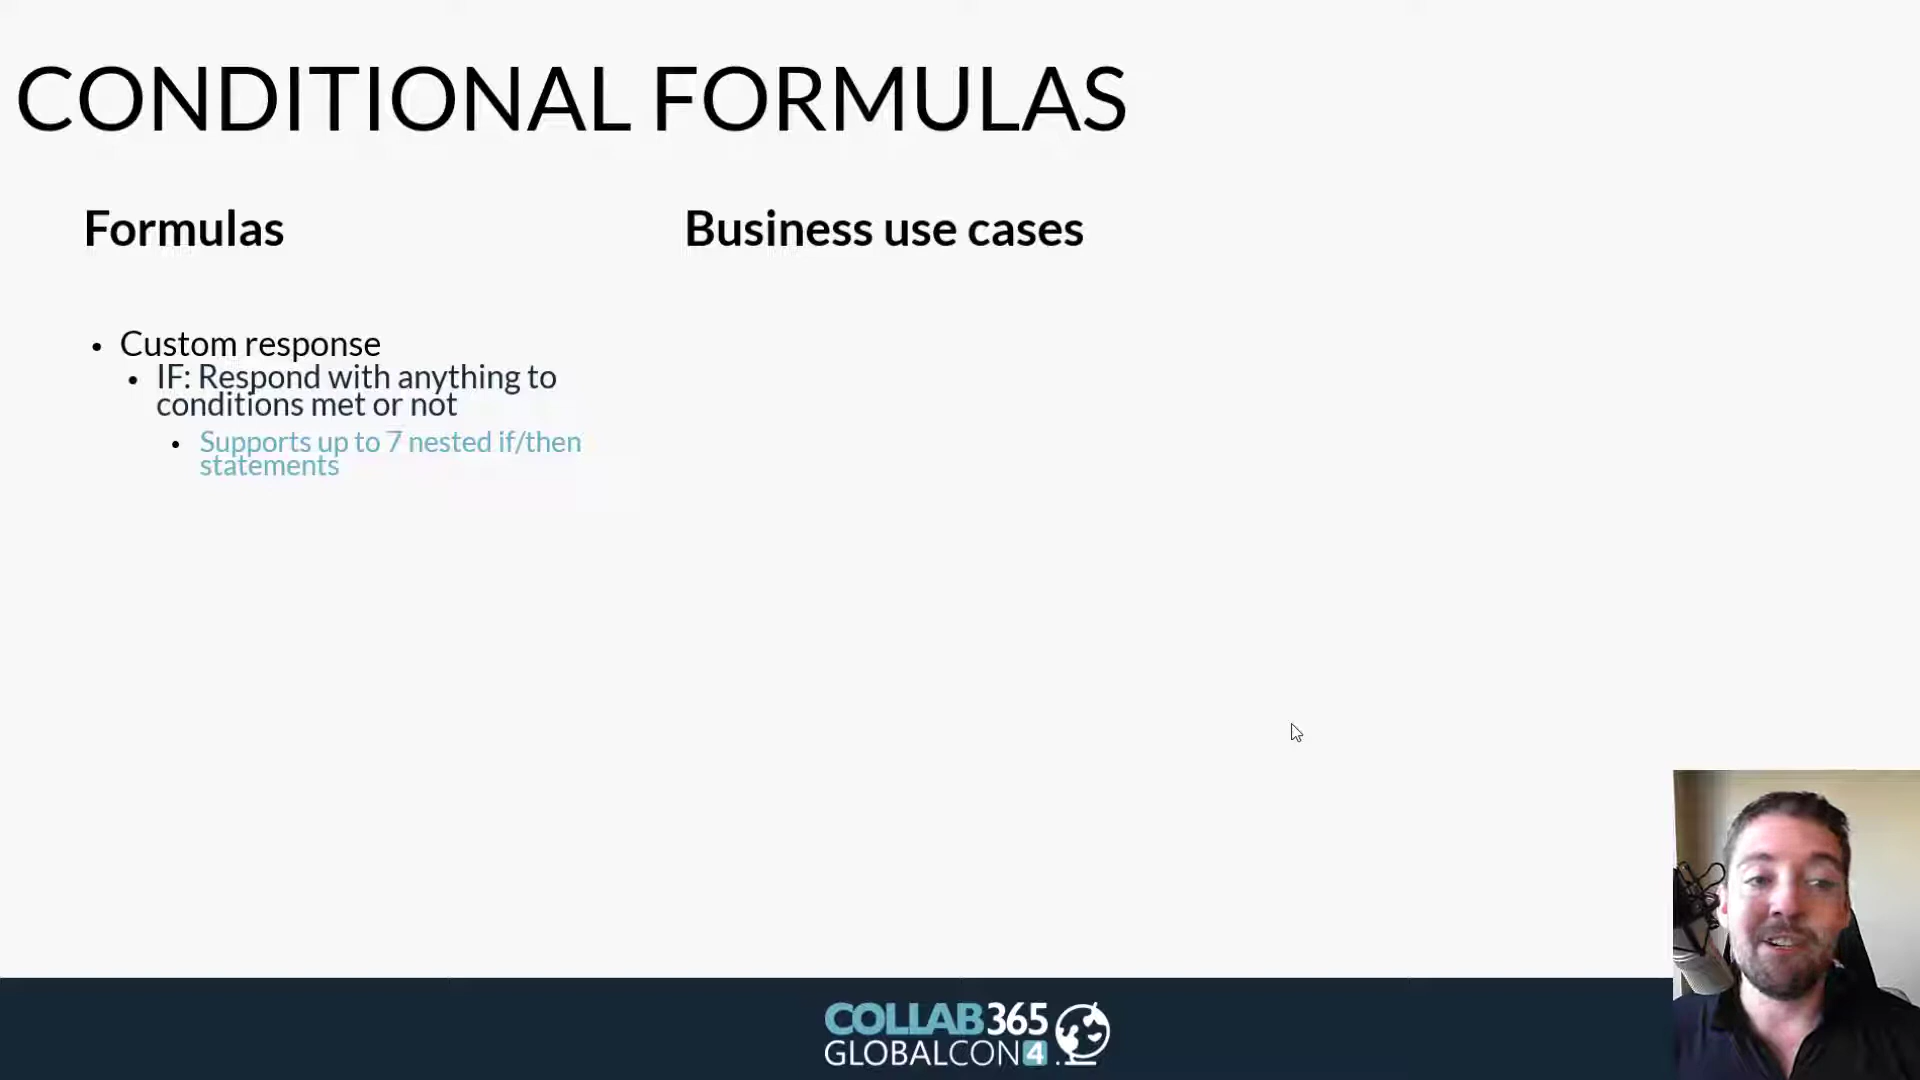 CONDITIONAL FORMULAS
Formulas
Business use cases
• Custom response
• IF: Respond with anything to
conditions met or not
• Supports up to 7 nested if/then
statements
COLLAB365
GLOBALCON4